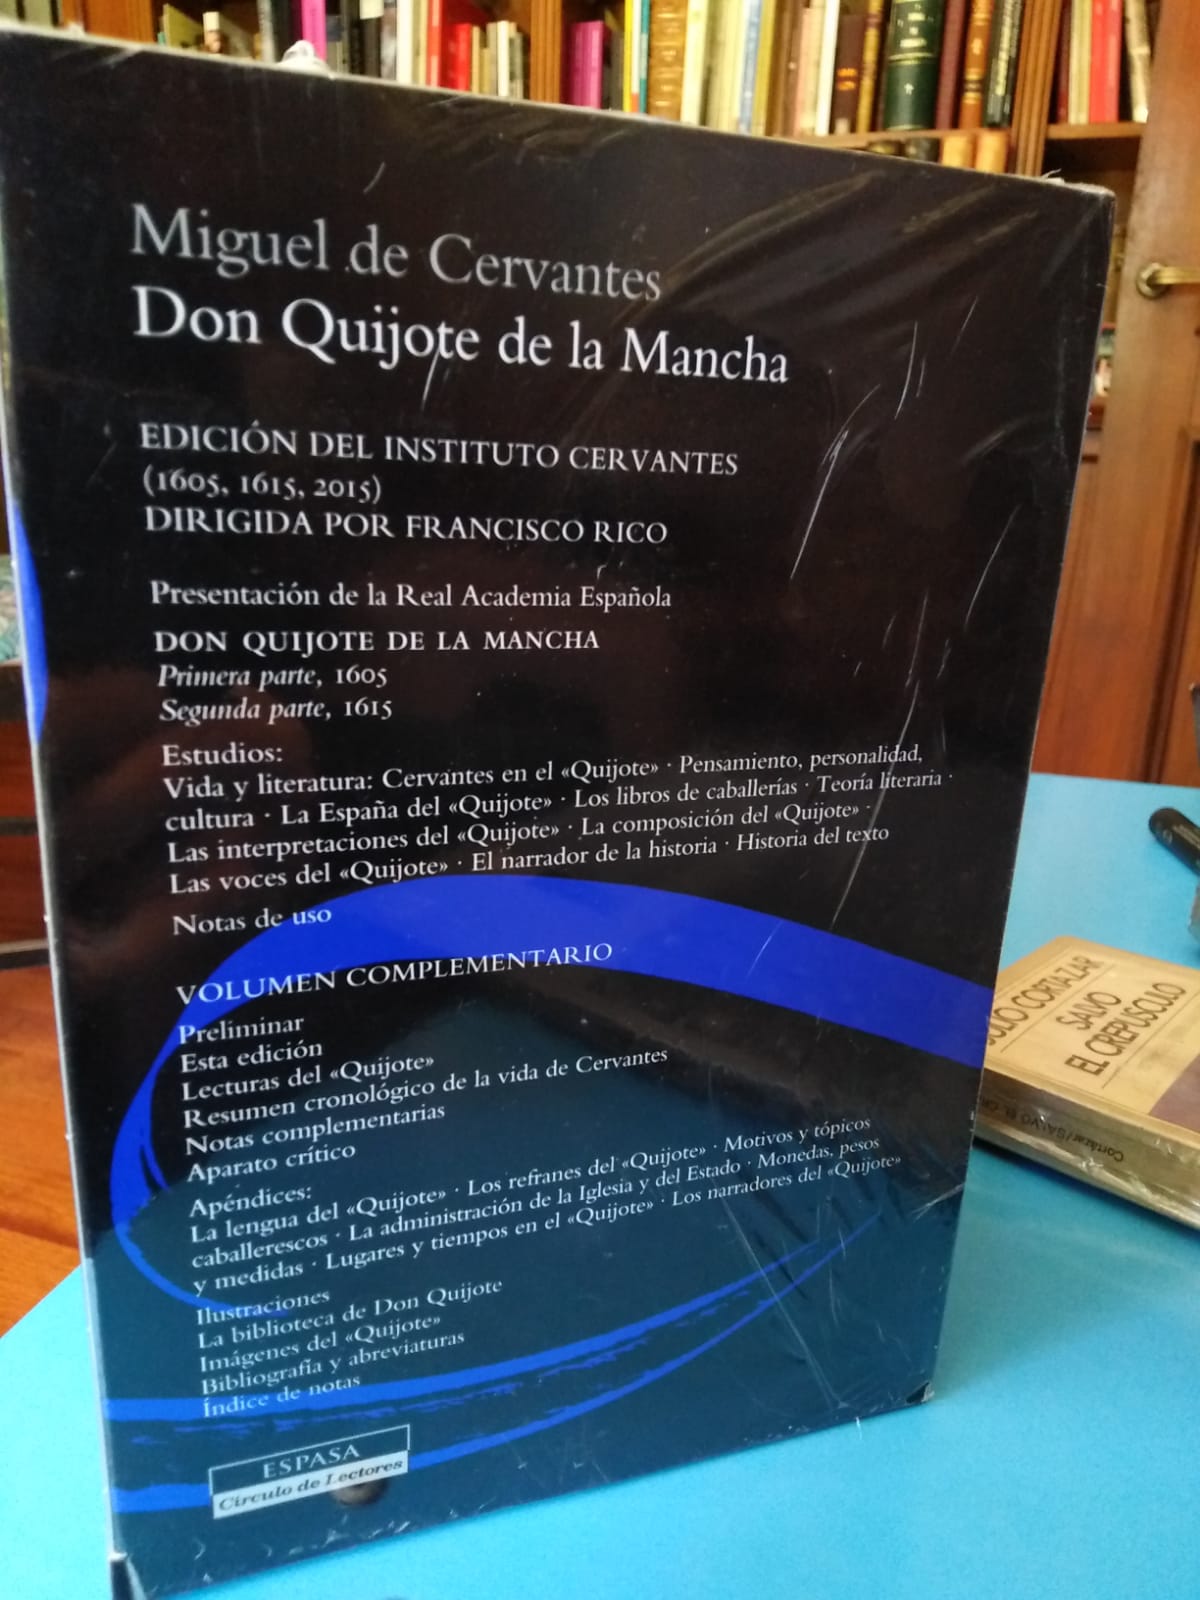 Miguel de Cervantes
Don Quijote de la Mancha
EDICIÓN DEL INSTITUTO CERVANTES
(1605, 1615, 2015)
DIRIGIDA POR FRANCISCO RICO
Presentación de la Real Academia Española
DON QUIJOTE DE LA MANCHA
Primera parte, 1605
Segunda parte, 1615
Estudios:
Vida y literatura: Cervantes en el «Quijote» · Pensamiento, personalidad,
cultura · La España del «Quijote» · Los libros de caballerías · Teoría literaria ·
Las interpretaciones del «Quijote» · La composición del «Quijote» ·
Las voces del «Quijote» · El narrador de la historia · Historia del texto
Notas de uso
VOLUMEN COMPLEMENTARIO
Preliminar
Esta edición
Lecturas del «Quijote»
Resumen cronológico de la vida de Cervantes
Notas complementarias
Aparato crítico
Apéndices:
La lengua del «Quijote» · Los refranes del «Quijote» · Motivos y tópicos
caballerescos · La administración de la Iglesia y del Estado · Monedas, pesos
y medidas · Lugares y tiempos en el «Quijote» · Los narradores del «Quijote»
Ilustraciones
La biblioteca de Don Quijote
Imágenes del «Quijote»
Bibliografía y abreviaturas
Índice de notas
ESPASA
Círculo de Lectores
JULIO CORTAZAR
SALVO
EL CREPUSCULO
Cortázar/SALVO EL